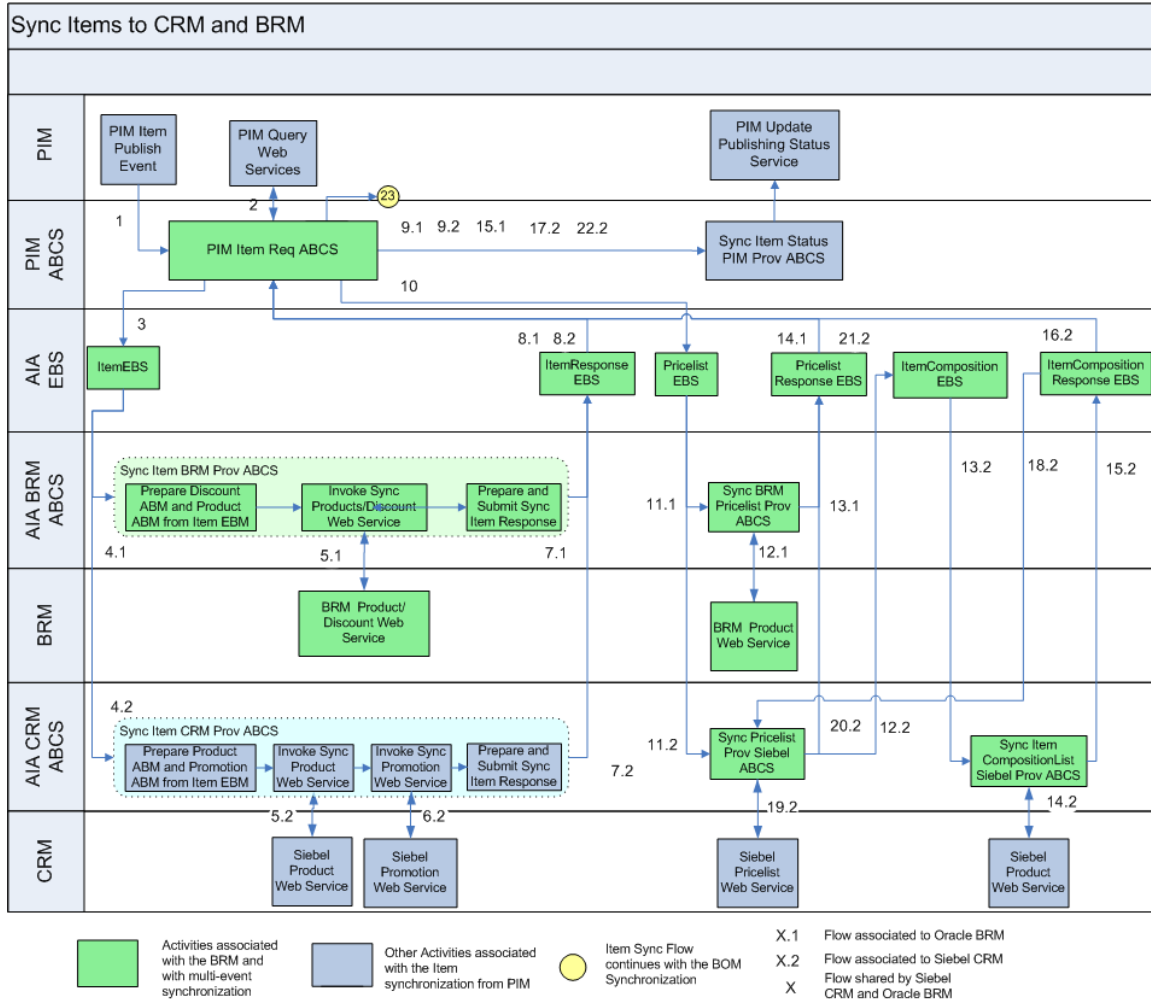 Sync Items to CRM and BRM
PIM
PIM Item
Publish
Event
PIM Query
Web
Services
PIM Update
Publishing Status
Service
23
PIM
ABCS
1
2
PIM Item Req ABCS
9.1
9.2
15.1
17.2
22.2
Sync Item Status
PIM Prov ABCS
10
AIA
EBS
3
ItemEBS
8.1
8.2
ItemResponse
EBS
Pricelist
EBS
14.1
21.2
Pricelist
Response EBS
ItemComposition
EBS
16.2
ItemComposition
Response EBS
AIA BRM
ABCS
Sync Item BRM Prov ABCS
Prepare Discount
ABM and Product
ABM from Item EBM
Invoke Sync
Products/Discount
Web Service
Prepare and
Submit Sync
Item Response
4.1
5.1
7.1
11.1
Sync BRM
Pricelist Prov
ABCS
13.1
12.1
13.2
18.2
15.2
BRM
BRM Product/
Discount Web
Service
BRM Product
Web Service
AIA CRM
ABCS
4.2
Sync Item CRM Prov ABCS
Prepare Product
ABM and Promotion
ABM from Item EBM
Invoke Sync
Product
Web Service
Invoke Sync
Promotion
Web Service
Prepare and
Submit Sync
Item Response
7.2
11.2
Sync Pricelist
Prov Siebel
ABCS
20.2
12.2
Sync Item
CompositionList
Siebel Prov ABCS
CRM
5.2
6.2
19.2
14.2
Siebel
Product
Web Service
Siebel
Promotion
Web Service
Siebel
Pricelist
Web Service
Siebel
Product
Web Service
Activities associated
with the BRM and
with multi-event
synchronization
Other Activities associated
with the Item
synchronization from PIM
Item Sync Flow
continues with the BOM
Synchronization
X.1 Flow associated to Oracle BRM
X.2 Flow associated to Siebel CRM
X Flow shared by Siebel
CRM and Oracle BRM